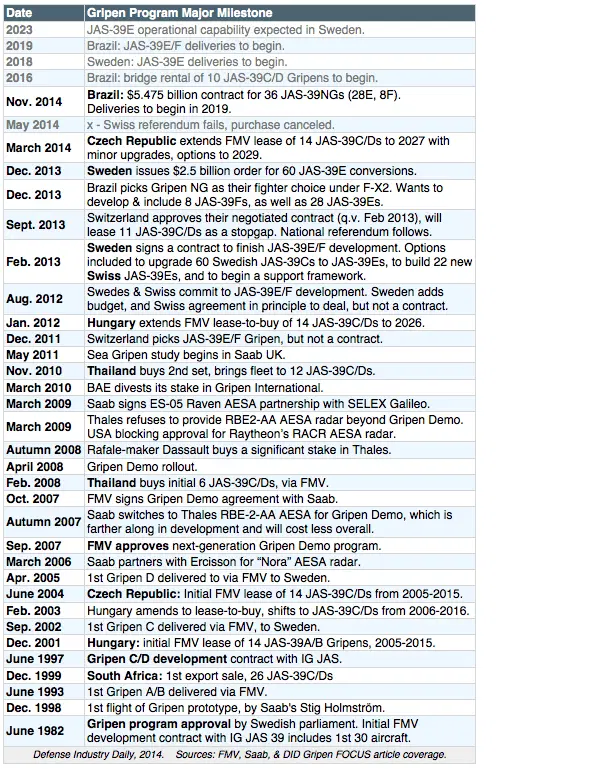 Date Gripen Program Major Milestone
2023 JAS-39E operational capability expected in Sweden.
2019 Brazil: JAS-39E/F deliveries to begin.
2018 Sweden: JAS-39E deliveries to begin.
2016 Brazil: bridge rental of 10 JAS-39C/D Gripens to begin.
Nov. 2014 Brazil: $5.475 billion contract for 36 JAS-39NGs (28E, 8F).
Deliveries to begin in 2019.
May 2014 x - Swiss referendum fails, purchase canceled.
March 2014 Czech Republic extends FMV lease of 14 JAS-39C/Ds to 2027 with
minor upgrades, options to 2029.
Dec. 2013 Sweden issues $2.5 billion order for 60 JAS-39E conversions.
Dec. 2013 Brazil picks Gripen NG as their fighter choice under F-X2. Wants to
develop & include 8 JAS-39Fs, as well as 28 JAS-39Es.
Sept. 2013 Switzerland approves their negotiated contract (q.v. Feb 2013), will
lease 11 JAS-39C/Ds as a stopgap. National referendum follows.
Feb. 2013 Sweden signs a contract to finish JAS-39E/F development. Options
included to upgrade 60 Swedish JAS-39Cs to JAS-39Es, to build 22 new
Swiss JAS-39Es, and to begin a support framework.
Aug. 2012 Swedes & Swiss commit to JAS-39E/F development. Sweden adds
budget, and Swiss agreement in principle to deal, but not a contract.
Jan. 2012 Hungary extends FMV lease-to-buy of 14 JAS-39C/Ds to 2026.
Dec. 2011 Switzerland picks JAS-39E/F Gripen, but not a contract.
May 2011 Sea Gripen study begins in Saab UK.
Nov. 2010 Thailand buys 2nd set, brings fleet to 12 JAS-39C/Ds.
March 2010 BAE divests its stake in Gripen International.
March 2009 Saab signs ES-05 Raven AESA partnership with SELEX Galileo.
March 2009 Thales refuses to provide RBE2-AA AESA radar beyond Gripen Demo.
USA blocking approval for Raytheon's RACR AESA radar.
Autumn 2008 Rafale-maker Dassault buys a significant stake in Thales.
April 2008 Gripen Demo rollout.
Feb. 2008 Thailand buys initial 6 JAS-39C/Ds, via FMV.
Oct. 2007 FMV signs Gripen Demo agreement with Saab.
Autumn 2007 Saab switches to Thales RBE-2-AA AESA for Gripen Demo, which is
farther along in development and will cost less overall.
Sep. 2007 FMV approves next-generation Gripen Demo program.
March 2006 Saab partners with Ercisson for “Nora” AESA radar.
Apr. 2005 1st Gripen D delivered to via FMV to Sweden.
June 2004 Czech Republic: Initial FMV lease of 14 JAS-39C/Ds from 2005-2015.
Feb. 2003 Hungary amends to lease-to-buy, shifts to JAS-39C/Ds from 2006-2016.
Sep. 2002 1st Gripen C delivered via FMV, to Sweden.
Dec. 2001 Hungary: initial FMV lease of 14 JAS-39A/B Gripens, 2005-2015.
June 1997 Gripen C/D development contract with IG JAS.
Dec. 1999 South Africa: 1st export sale, 26 JAS-39C/Ds
June 1993 1st Gripen A/B delivered via FMV.
Dec. 1998 1st flight of Gripen prototype, by Saab's Stig Holmström.
June 1982 Gripen program approval by Swedish parliament. Initial FMV
development contract with IG JAS 39 includes 1st 30 aircraft.
Defense Industry Daily, 2014. Sources: FMV, Saab, & DID Gripen FOCUS article coverage.